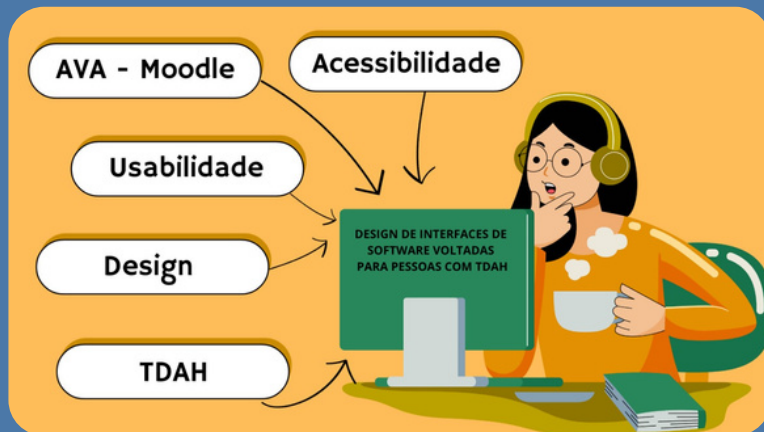 AVA - Moodle
Acessibilidade
Usabilidade
Design
TDAH
DESIGN DE INTERFACES DE
SOFTWARE VOLTADAS
PARA PESSOAS COM TDAH